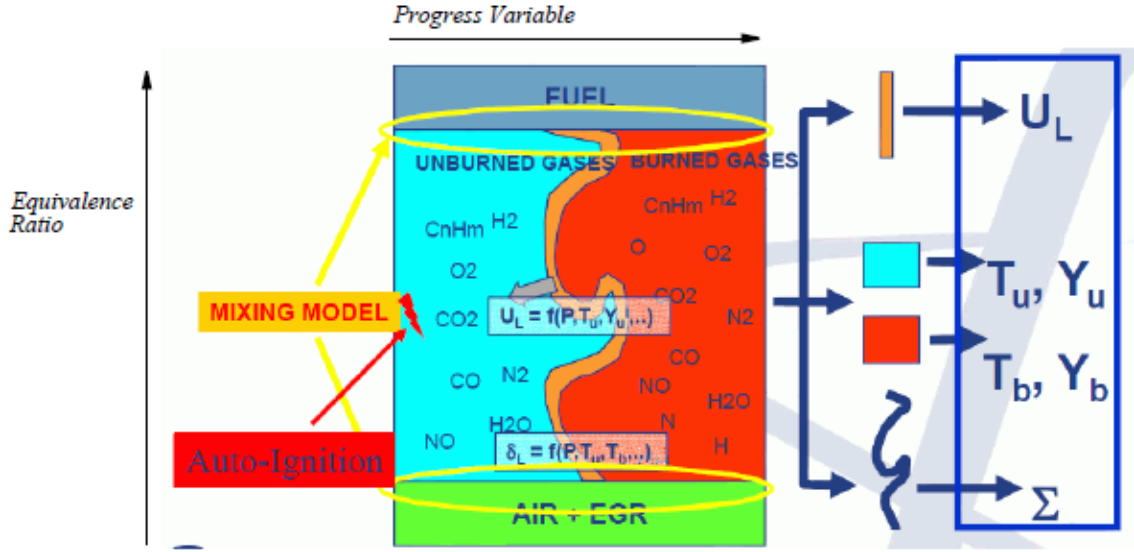 Progress Variable
Equivalence
Ratio
FUEL
UNBURNED GASES
BURNED GASES
CnHm H2
O2
CO2
CO N2
H2O
NO
CnHm H2
O
O2
CO2
N2
CO
NO
H2O
N
H
MIXING MODEL
U_L = f(P,T_u,Y_u,...)
Auto-Ignition
δ_L = f(P,T_u,T_b,...)
AIR + EGR
U_L
T_u, Y_u
T_b, Y_b
Σ